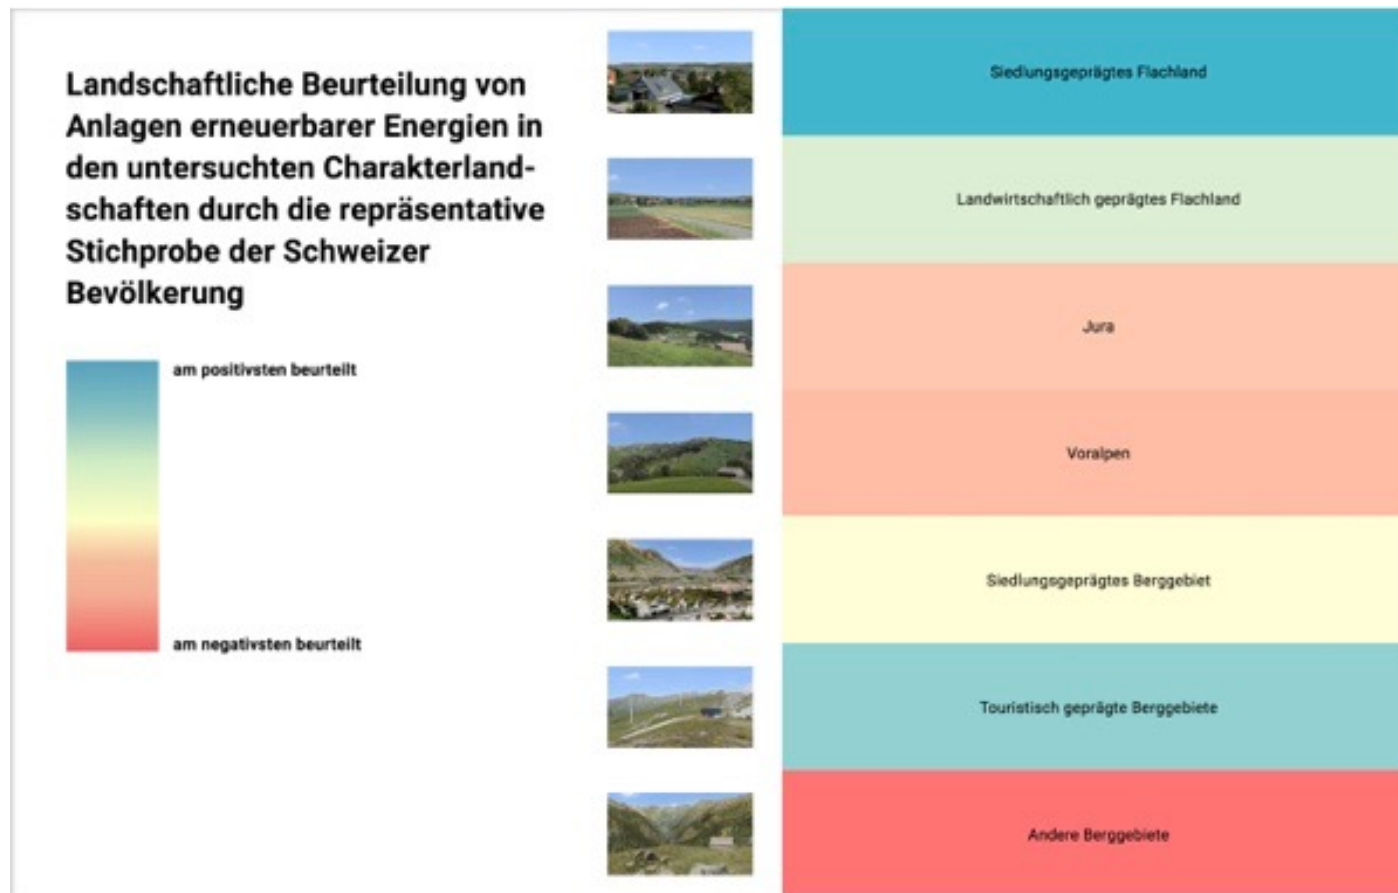 Landschaftliche Beurteilung von
Anlagen erneuerbarer Energien in
den untersuchten Charakterland-
schaften durch die repräsentative
Stichprobe der Schweizer
Bevölkerung
am positivsten beurteilt
am negativsten beurteilt
Siedlungsgeprägtes Flachland
Landwirtschaftlich geprägtes Flachland
Jura
Voralpen
Siedlungsgeprägtes Berggebiet
Touristisch geprägte Berggebiete
Andere Berggebiete